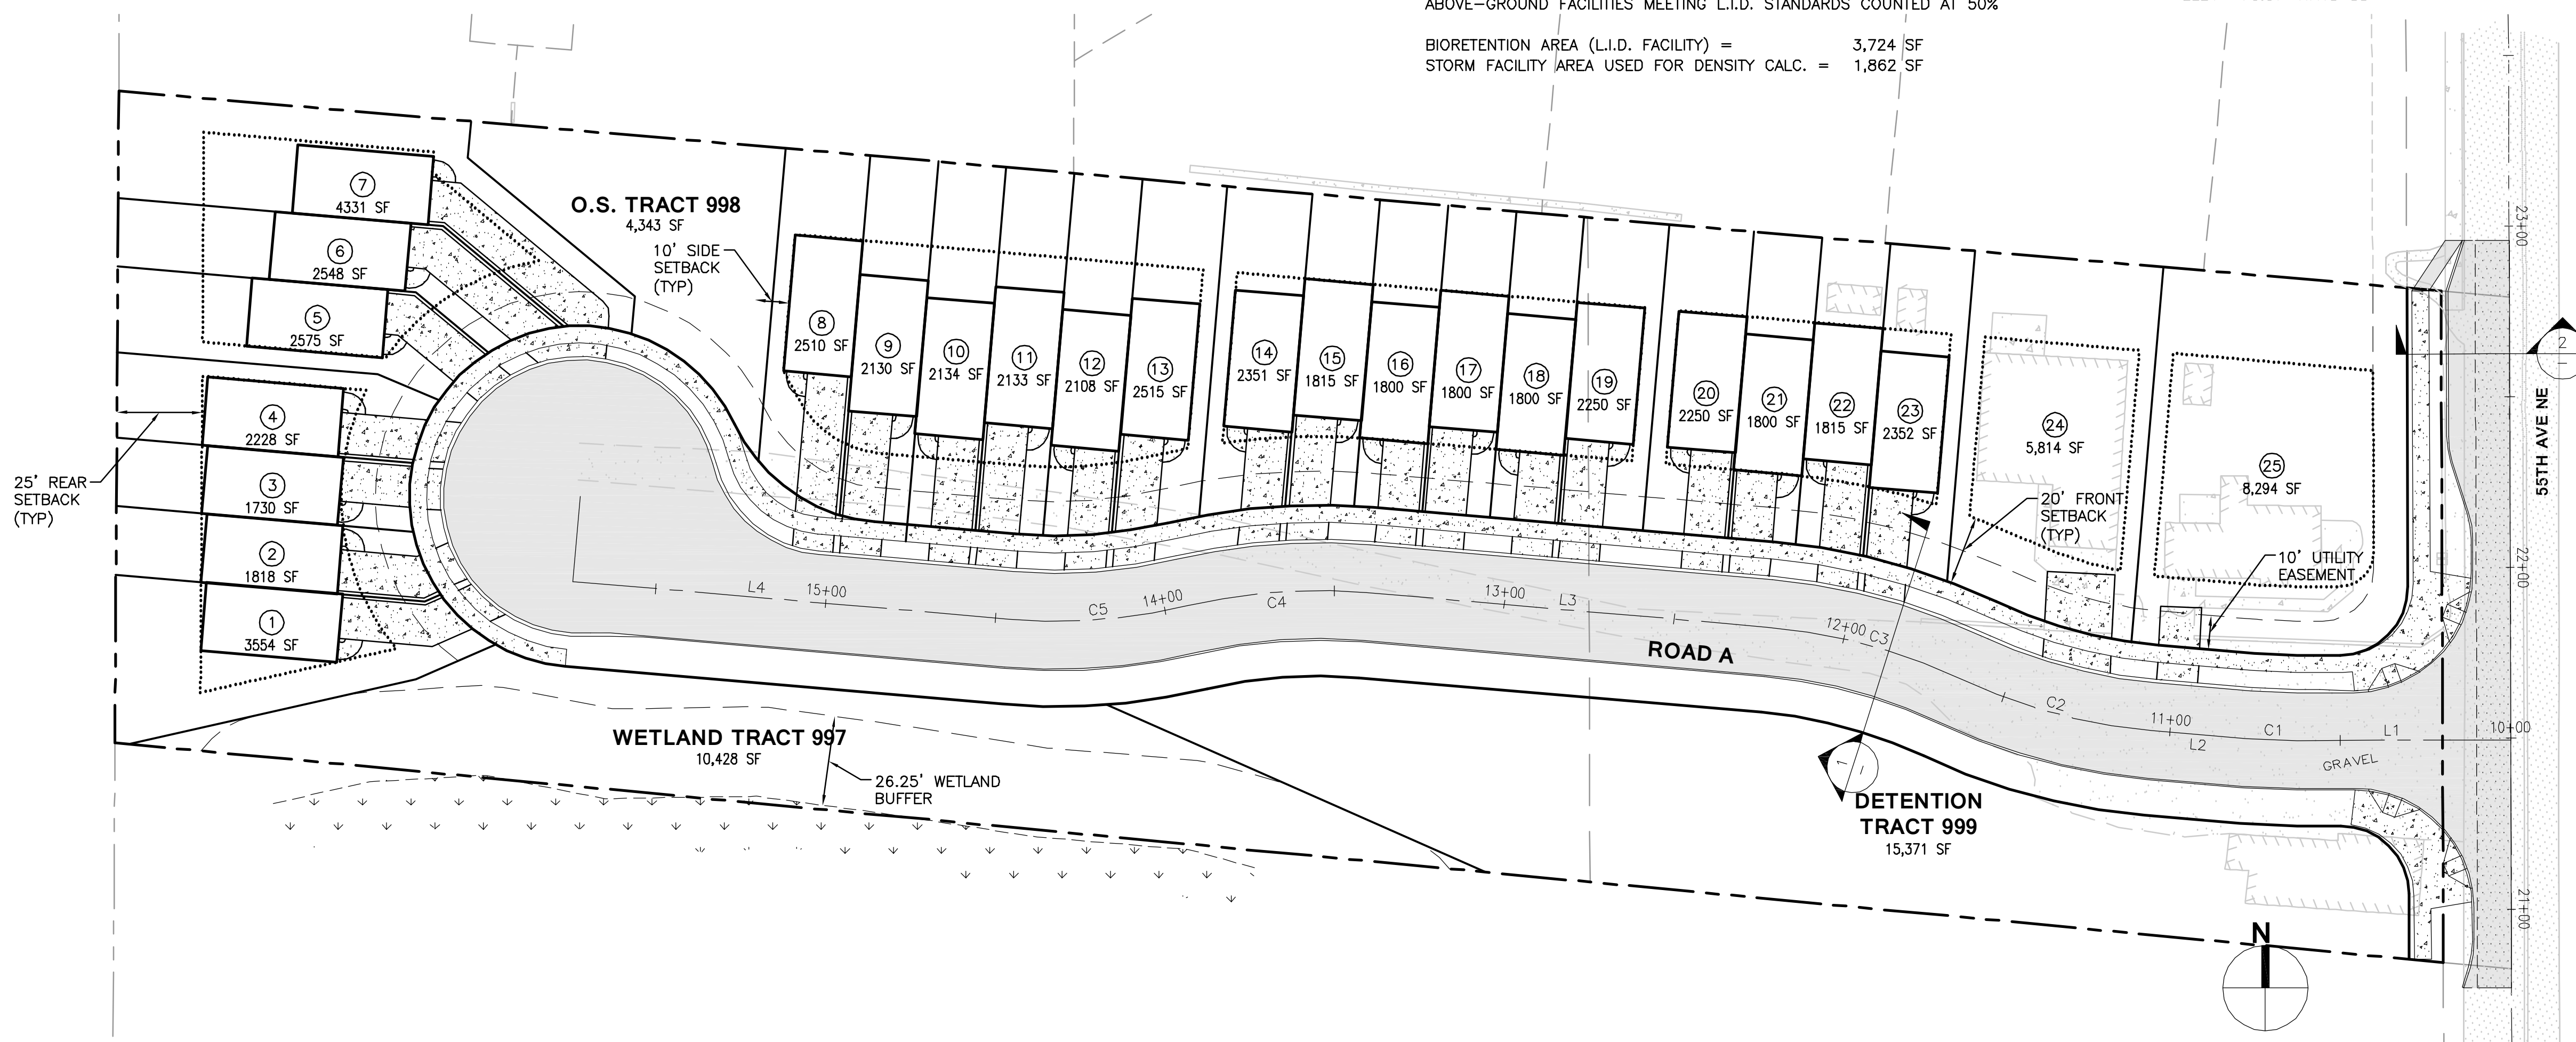 ABOVE-GROUND FACILITIES MEETING L.I.D. STANDARDS COUNTED AT 50%
BIORETENTION AREA (L.I.D. FACILITY) = 3,724 SF
STORM FACILITY AREA USED FOR DENSITY CALC. = 1,862 SF
7
4331 SF
6
2548 SF
5
2575 SF
4
2228 SF
3
1730 SF
2
1818 SF
1
3554 SF
25' REAR
SETBACK
(TYP)
O.S. TRACT 998
4,343 SF
10' SIDE
SETBACK
(TYP)
8
2510 SF
9
2130 SF
10
2134 SF
11
2133 SF
12
2108 SF
13
2515 SF
14
2351 SF
15
1815 SF
16
1800 SF
17
1800 SF
18
1800 SF
19
2250 SF
20
2250 SF
21
1800 SF
22
1815 SF
23
2352 SF
24
5,814 SF
25
8,294 SF
20' FRONT
SETBACK
(TYP)
10' UTILITY
EASEMENT
23+00
2
55TH AVE NE
22+00
21+00
L4
15+00
C5
14+00
C4
13+00
L3
12+00
C3
ROAD A
C2
11+00
L2
C1
L1
10+00
GRAVEL
WETLAND TRACT 997
10,428 SF
26.25' WETLAND
BUFFER
1
DETENTION
TRACT 999
15,371 SF
N